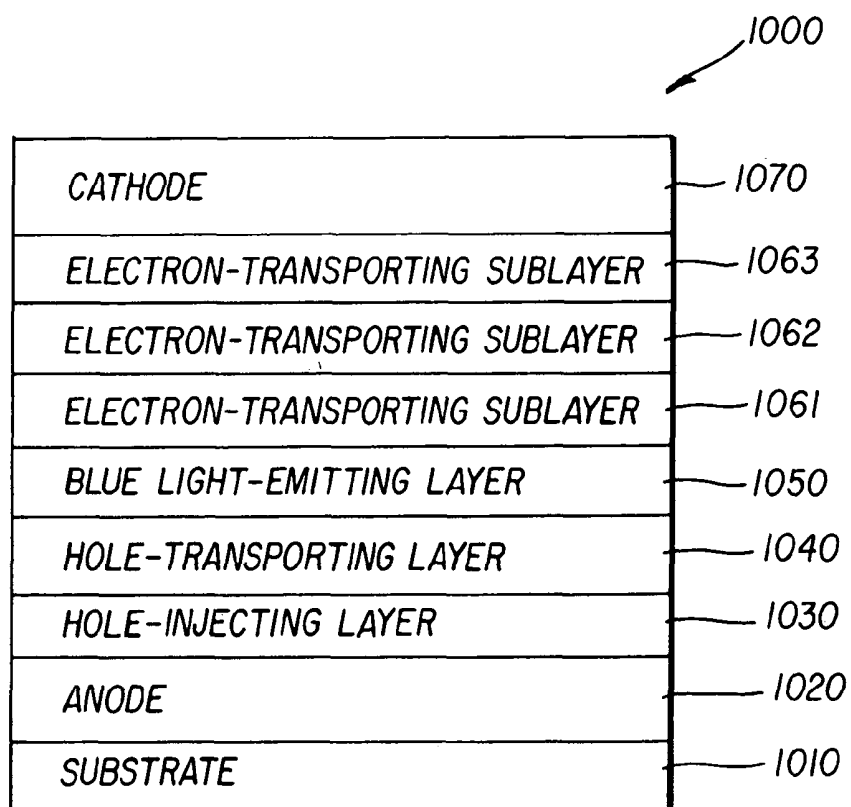 1000
CATHODE 1070
ELECTRON-TRANSPORTING SUBLAYER 1063
ELECTRON-TRANSPORTING SUBLAYER 1062
ELECTRON-TRANSPORTING SUBLAYER 1061
BLUE LIGHT-EMITTING LAYER 1050
HOLE-TRANSPORTING LAYER 1040
HOLE-INJECTING LAYER 1030
ANODE 1020
SUBSTRATE 1010